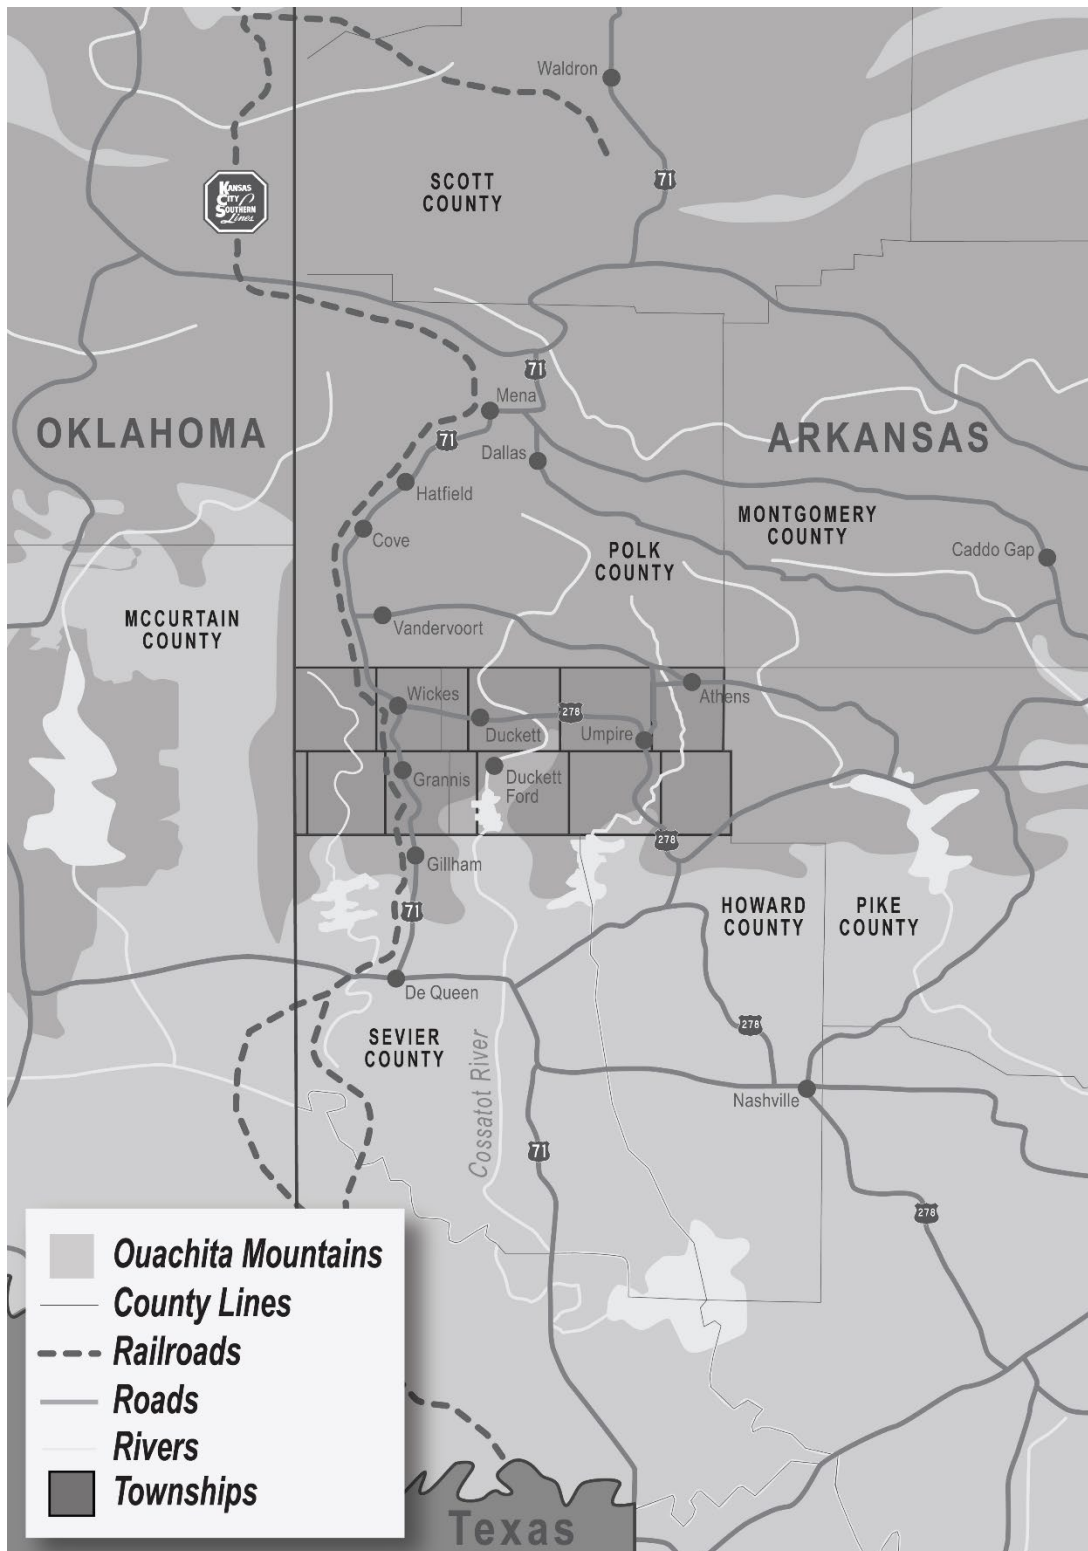 Waldron
71
SCOTT
COUNTY
KANSAS
CITY
SOUTHERN
Lines
71
Mena
OKLAHOMA
ARKANSAS
71
Dallas
Hatfield
MONTGOMERY
COUNTY
Cove
POLK
COUNTY
Caddo Gap
MCCURTAIN
COUNTY
Vandervoort
Wickes
Athens
278
Duckett
Umpire
Grannis
Duckett
Ford
278
Gillham
71
HOWARD
COUNTY
PIKE
COUNTY
De Queen
SEVIER
COUNTY
278
Cossatot River
Nashville
71
278
Ouachita Mountains
County Lines
Railroads
Roads
Rivers
Townships
Texas